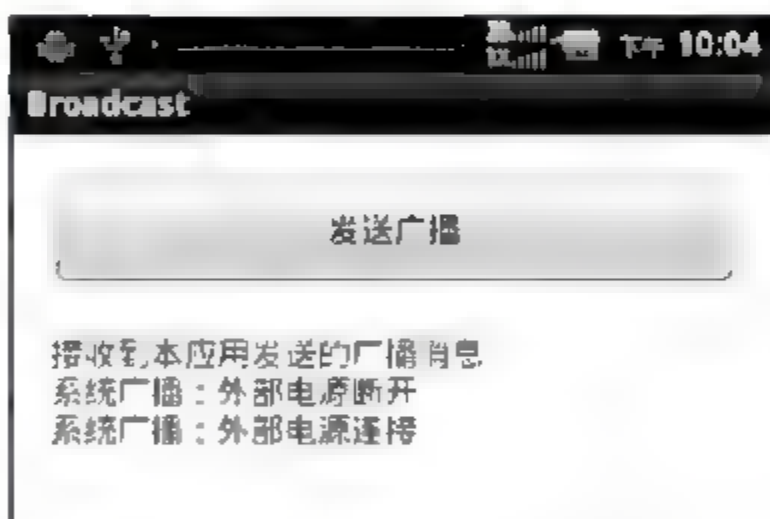 下午 10:04
Broadcast
发送广播
接收到本应用发送的广播消息
系统广播：外部电源断开
系统广播：外部电源连接